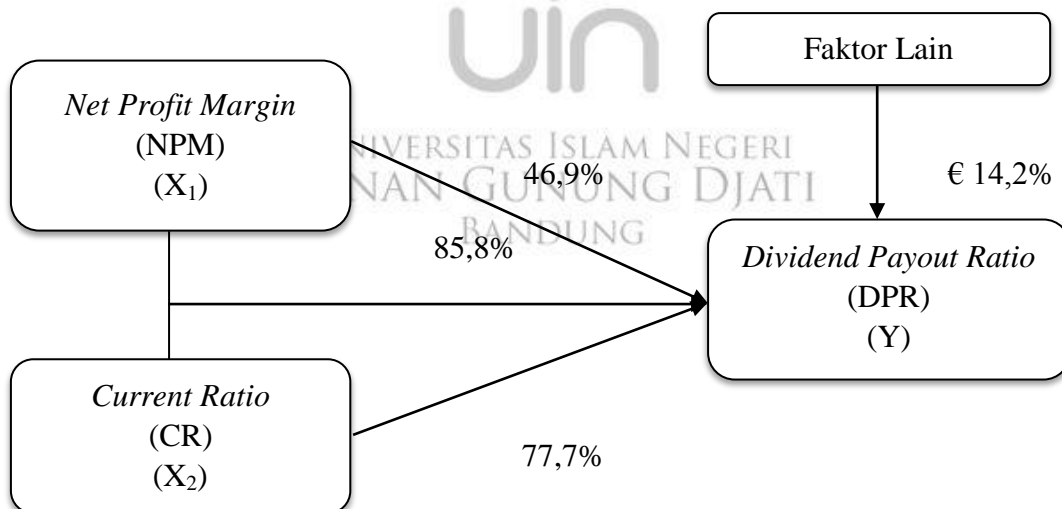 uin
UNIVERSITAS ISLAM NEGERI
SUNAN GUNUNG DJATI
BANDUNG
Faktor Lain
Net Profit Margin
(NPM)
(X₁)
46,9%
€ 14,2%
85,8%
Dividend Payout Ratio
(DPR)
(Y)
Current Ratio
(CR)
(X₂)
77,7%